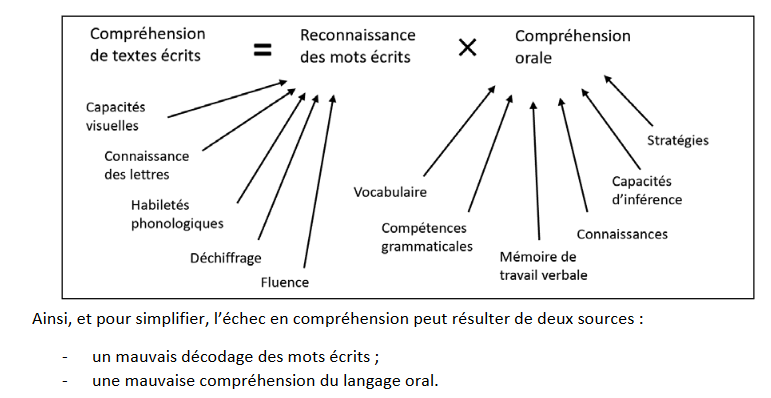 Compréhension
de textes écrits
=
Reconnaissance
des mots écrits
×
Compréhension
orale
Capacités
visuelles
Connaissance
des lettres
Habiletés
phonologiques
Déchiffrage
Fluence
Vocabulaire
Compétences
grammaticales
Mémoire de
travail verbale
Connaissances
Capacités
d’inférence
Stratégies
Ainsi, et pour simplifier, l’échec en compréhension peut résulter de deux sources :
- un mauvais décodage des mots écrits ;
- une mauvaise compréhension du langage oral.